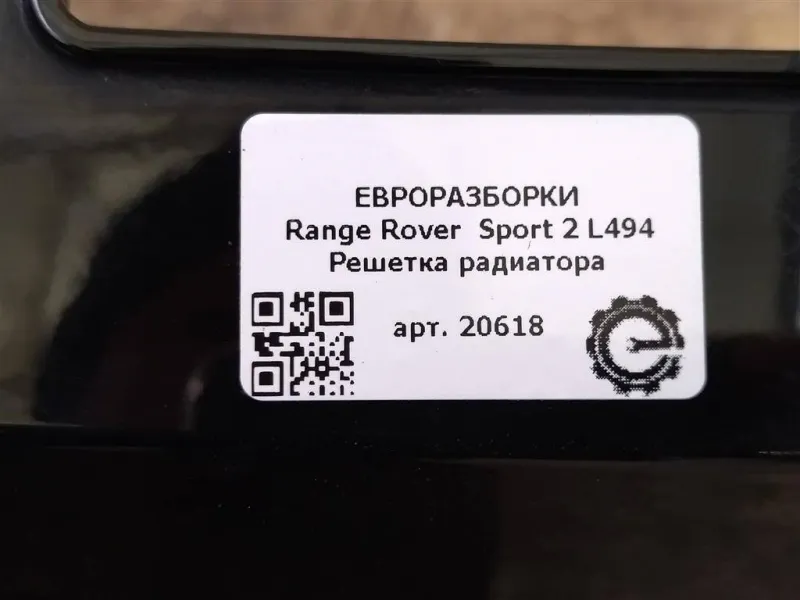 ЕВРОРАЗБОРКИ
Range Rover Sport 2 L494
Решетка радиатора
арт. 20618